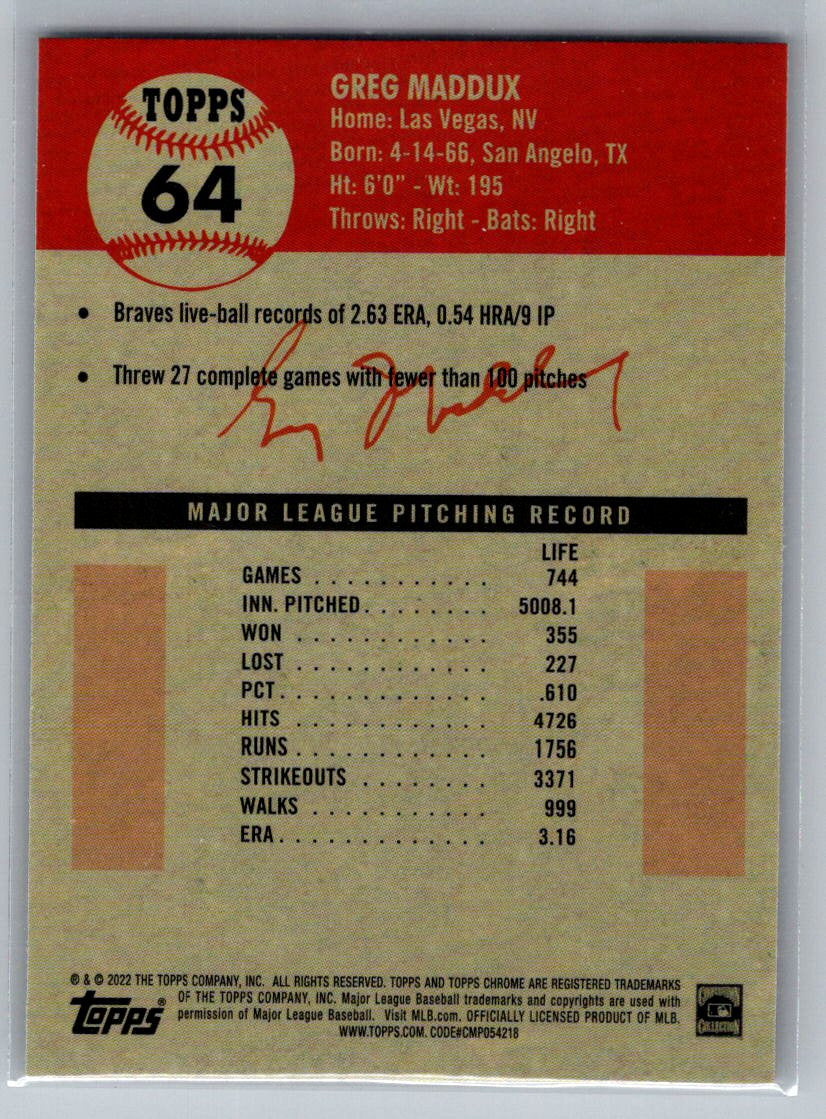 TOPPS
64
GREG MADDUX
Home: Las Vegas, NV
Born: 4-14-66, San Angelo, TX
Ht: 6'0" - Wt: 195
Throws: Right - Bats: Right
• Braves live-ball records of 2.63 ERA, 0.54 HRA/9 IP
• Threw 27 complete games with fewer than 100 pitches
MAJOR LEAGUE PITCHING RECORD
LIFE
GAMES . . . . . . . . . . . 744
INN. PITCHED. . . . . . . . 5008.1
WON . . . . . . . . . . . . 355
LOST . . . . . . . . . . . . 227
PCT. . . . . . . . . . . . . .610
HITS . . . . . . . . . . . . 4726
RUNS . . . . . . . . . . . . 1756
STRIKEOUTS . . . . . . . . 3371
WALKS . . . . . . . . . . . 999
ERA. . . . . . . . . . . . . 3.16
® & © 2022 THE TOPPS COMPANY, INC. ALL RIGHTS RESERVED. TOPPS AND TOPPS CHROME ARE REGISTERED TRADEMARKS
OF THE TOPPS COMPANY, INC. Major League Baseball trademarks and copyrights are used with
permission of Major League Baseball. Visit MLB.com. OFFICIALLY LICENSED PRODUCT OF MLB.
WWW.TOPPS.COM. CODE#CMP054218
topps®
COOPERSTOWN
COLLECTION